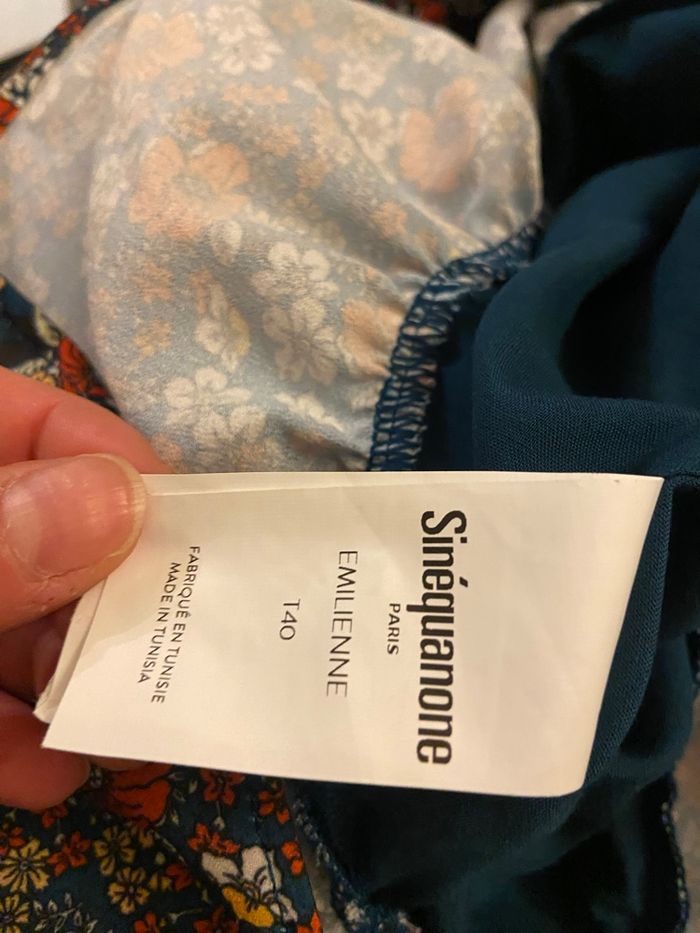 Sinéquanone
PARIS
EMILIENNE
T40
FABRIQUÉ EN TUNISIE
MADE IN TUNISIA